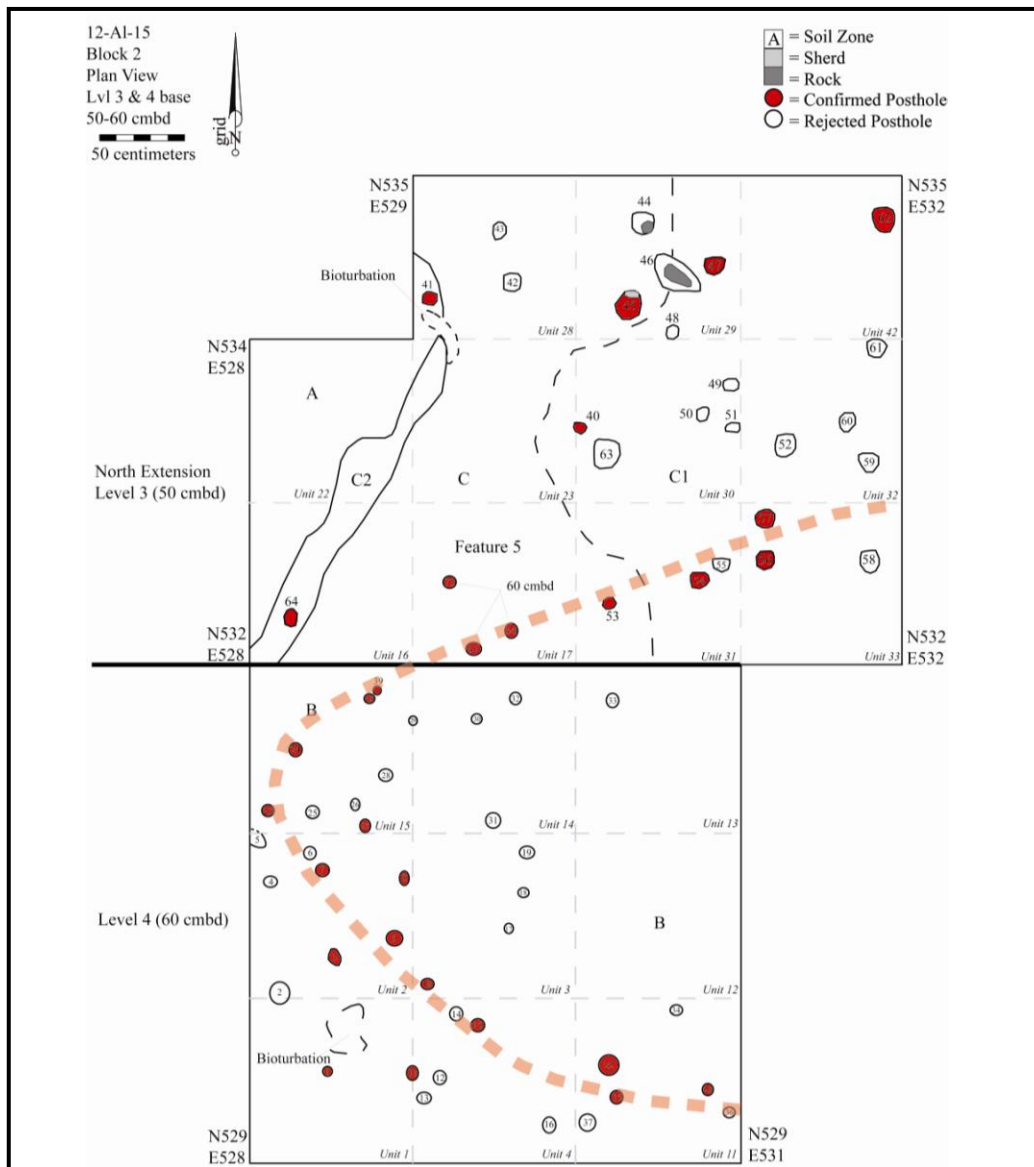 12-Al-15
Block 2
Plan View
Lvl 3 & 4 base
50-60 cmbd
50 centimeters
grid
N
A = Soil Zone
= Sherd
= Rock
= Confirmed Posthole
= Rejected Posthole
N535
E529
N535
E532
44
43
46
42
Bioturbation
41
48
Unit 28
Unit 29
Unit 42
N534
E528
61
A
49
50
51
40
60
52
63
59
North Extension
Level 3 (50 cmbd)
C2
C
C1
Unit 22
Unit 23
Unit 30
Unit 32
Feature 5
55
58
60 cmbd
64
53
N532
E528
Unit 16
Unit 17
Unit 31
Unit 33
N532
E532
39
B
33
28
25
31
Unit 15
Unit 14
Unit 13
5
6
19
4
Level 4 (60 cmbd)
B
2
Unit 2
Unit 3
Unit 12
14
34
Bioturbation
12
13
16
37
N529
E528
Unit 1
Unit 4
Unit 11
N529
E531